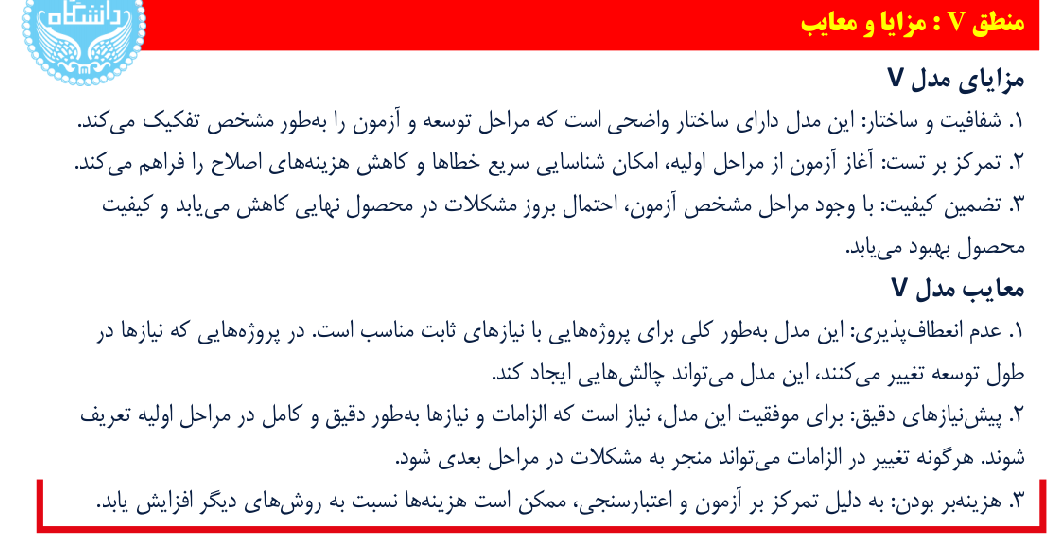 دانشگاه
منطق V : مزایا و معایب
مزایای مدل V
۱. شفافیت و ساختار: این مدل دارای ساختار واضحی است که مراحل توسعه و آزمون را به‌طور مشخص تفکیک می‌کند.
۲. تمرکز بر تست: آغاز آزمون از مراحل اولیه، امکان شناسایی سریع خطاها و کاهش هزینه‌های اصلاح را فراهم می‌کند.
۳. تضمین کیفیت: با وجود مراحل مشخص آزمون، احتمال بروز مشکلات در محصول نهایی کاهش می‌یابد و کیفیت
محصول بهبود می‌یابد.
معایب مدل V
۱. عدم انعطاف‌پذیری: این مدل به‌طور کلی برای پروژه‌هایی با نیازهای ثابت مناسب است. در پروژه‌هایی که نیازها در
طول توسعه تغییر می‌کنند، این مدل می‌تواند چالش‌هایی ایجاد کند.
۲. پیش‌نیازهای دقیق: برای موفقیت این مدل، نیاز است که الزامات و نیازها به‌طور دقیق و کامل در مراحل اولیه تعریف
شوند. هرگونه تغییر در الزامات می‌تواند منجر به مشکلات در مراحل بعدی شود.
۳. هزینه‌بر بودن: به دلیل تمرکز بر آزمون و اعتبارسنجی، ممکن است هزینه‌ها نسبت به روش‌های دیگر افزایش یابد.